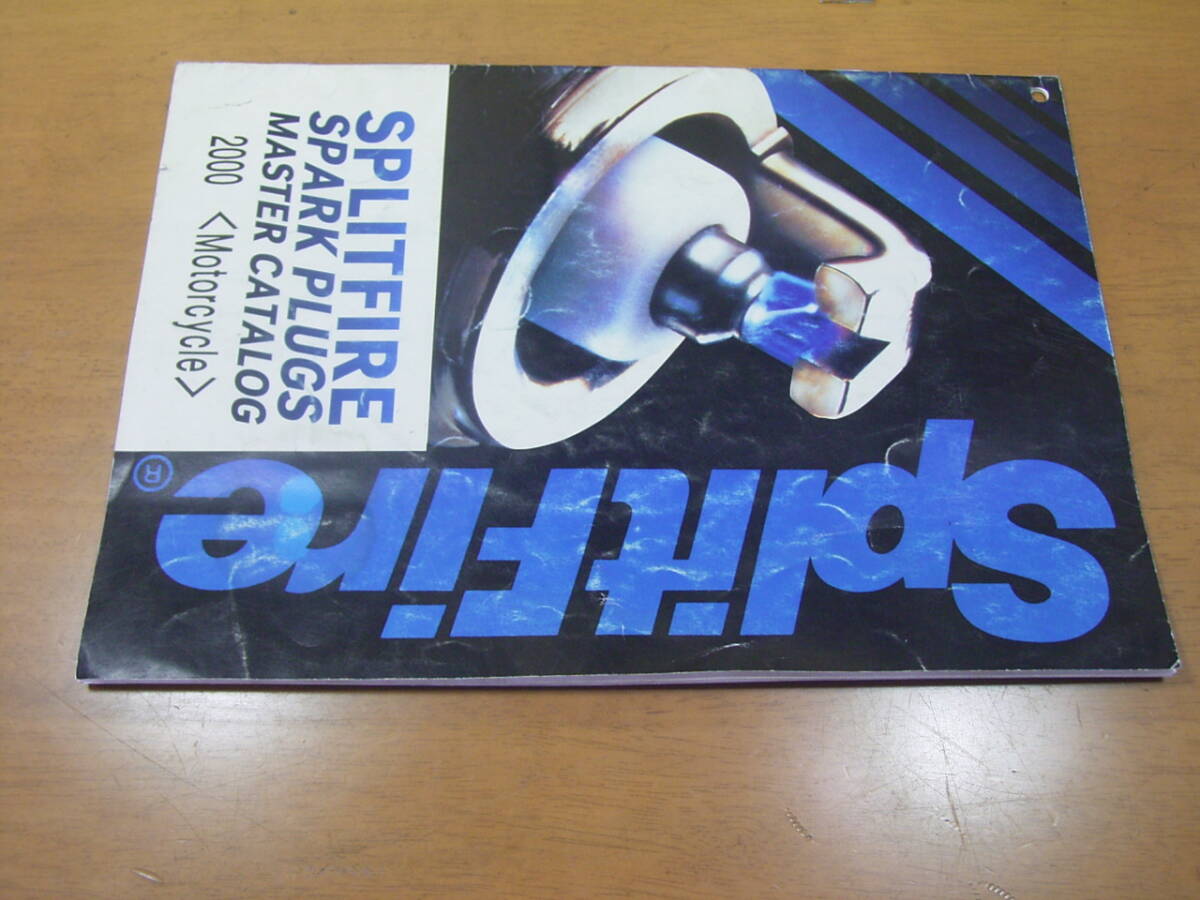 SplitFire®
SPLITFIRE
SPARK PLUGS
MASTER CATALOG
2000 <Motorcycle>